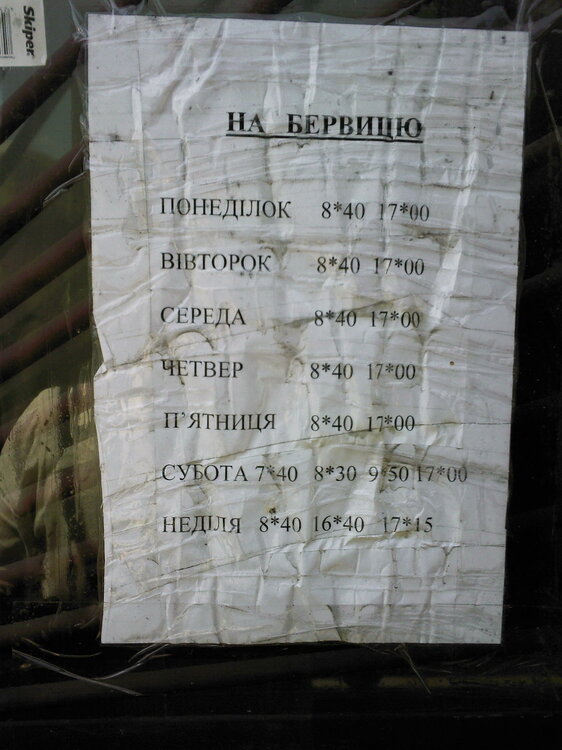 Skiper
НА БЕРВИЦЮ
ПОНЕДІЛОК 8*40 17*00
ВІВТОРОК 8*40 17*00
СЕРЕДА 8*40 17*00
ЧЕТВЕР 8*40 17*00
П'ЯТНИЦЯ 8*40 17*00
СУБОТА 7*40 8*30 9*50 17*00
НЕДІЛЯ 8*40 16*40 17*15